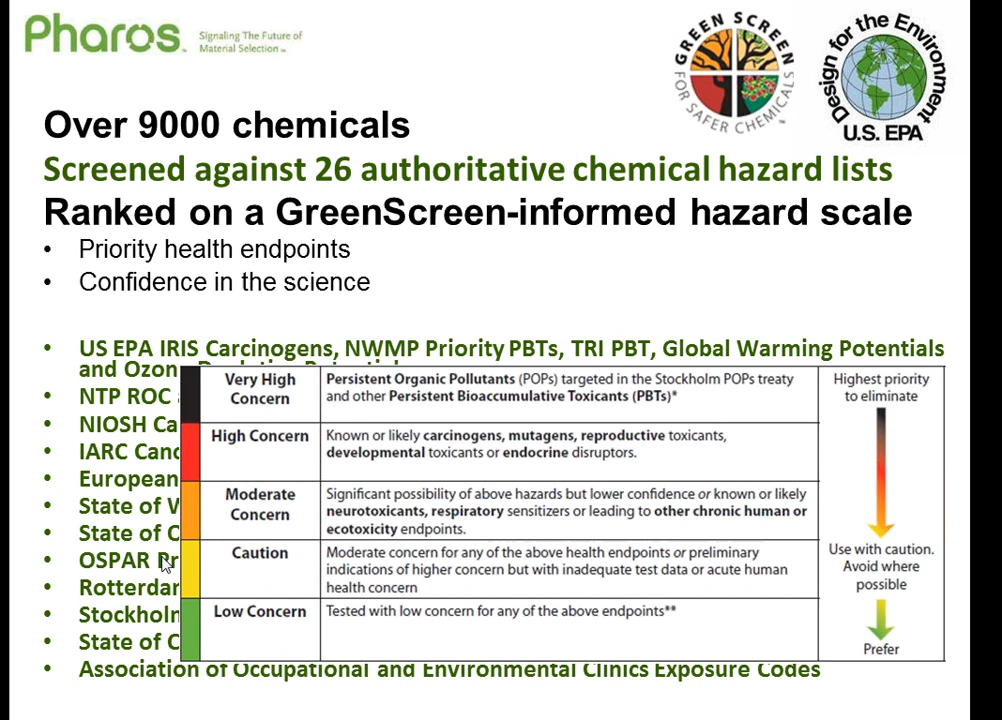 Pharos
Signaling The Future of
Material Selection
GREEN SCREEN
FOR SAFER CHEMICALS
Design for the Environment
U.S. EPA
Over 9000 chemicals
Screened against 26 authoritative chemical hazard lists
Ranked on a GreenScreen-informed hazard scale
• Priority health endpoints
• Confidence in the science
• US EPA IRIS Carcinogens, NWMP Priority PBTs, TRI PBT, Global Warming Potentials
and Ozon
• NTP ROC
• NIOSH Ca
• IARC Canc
• European
• State of W
• State of C
• OSPAR Pr
• Rotterdar
• Stockholn
• State of C
• Association of Occupational and Environmental Clinics Exposure Codes
Very High
Concern
Persistent Organic Pollutants (POPs) targeted in the Stockholm POPs treaty
and other Persistent Bioaccumulative Toxicants (PBTs)*
High Concern
Known or likely carcinogens, mutagens, reproductive toxicants,
developmental toxicants or endocrine disruptors.
Moderate
Concern
Significant possibility of above hazards but lower confidence or known or likely
neurotoxicants, respiratory sensitizers or leading to other chronic human or
ecotoxicity endpoints.
Caution
Moderate concern for any of the above health endpoints or preliminary
indications of higher concern but with inadequate test data or acute human
health concern
Low Concern
Tested with low concern for any of the above endpoints**
Highest priority
to eliminate
Use with caution.
Avoid where
possible
Prefer